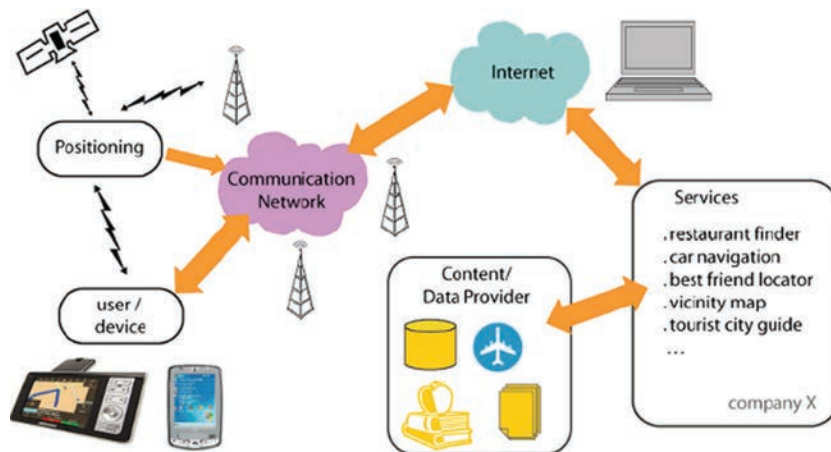 Internet
Positioning
Communication
Network
Services
.restaurant finder
.car navigation
.best friend locator
.vicinity map
.tourist city guide
...
company X
Content/
Data Provider
user /
device